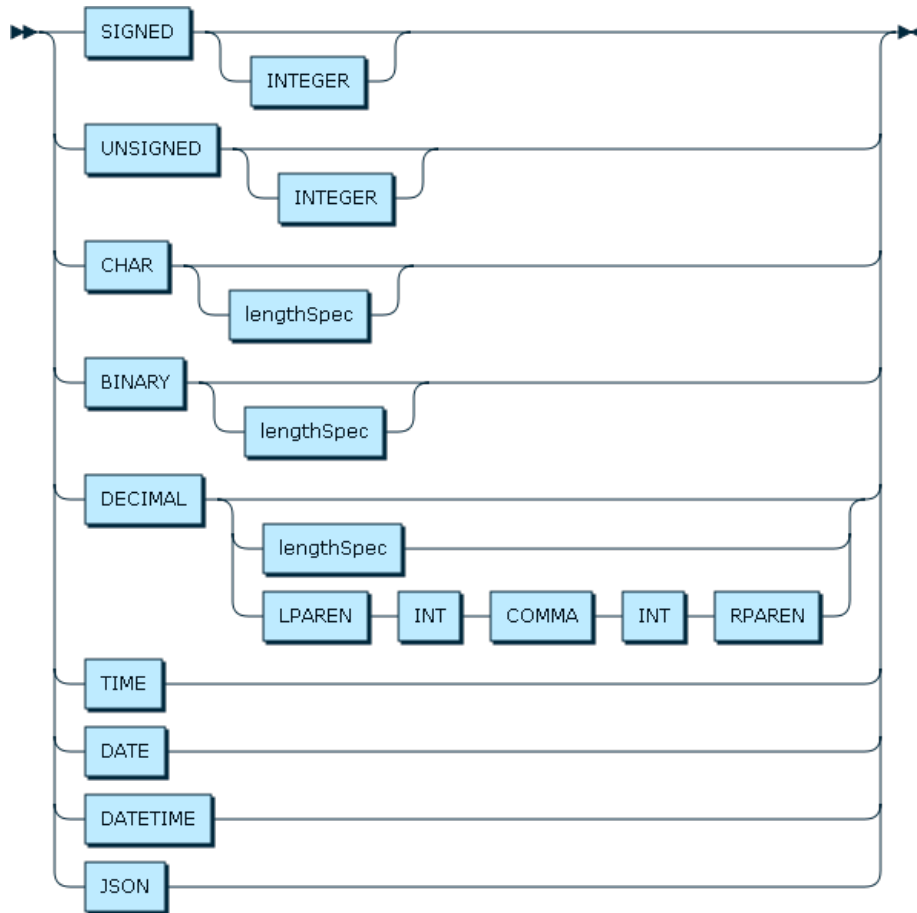 SIGNED
INTEGER
UNSIGNED
INTEGER
CHAR
lengthSpec
BINARY
lengthSpec
DECIMAL
lengthSpec
LPAREN INT COMMA INT RPAREN
TIME
DATE
DATETIME
JSON